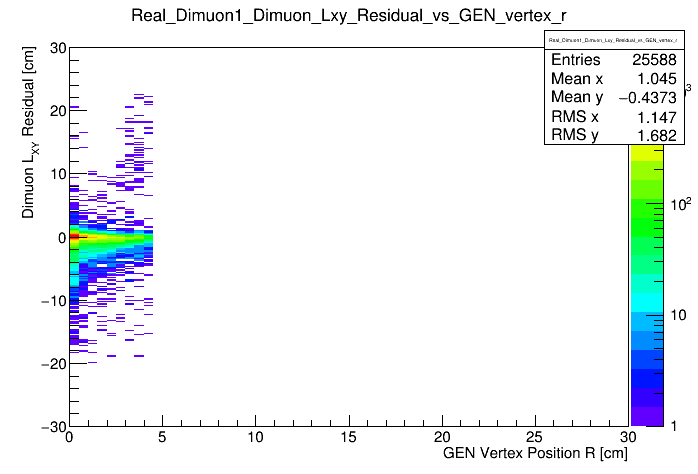 Real_Dimuon1_Dimuon_Lxy_Residual_vs_GEN_vertex_r
Real_Dimuon1_Dimuon_Lxy_Residual_vs_GEN_vertex_r
Entries 25588
Mean x 1.045
Mean y −0.4373
RMS x 1.147
RMS y 1.682
Dimuon L_XY Residual [cm]
30
20
10
0
−10
−20
−30
0 5 10 15 20 25 30
GEN Vertex Position R [cm]
3
10²
10
1